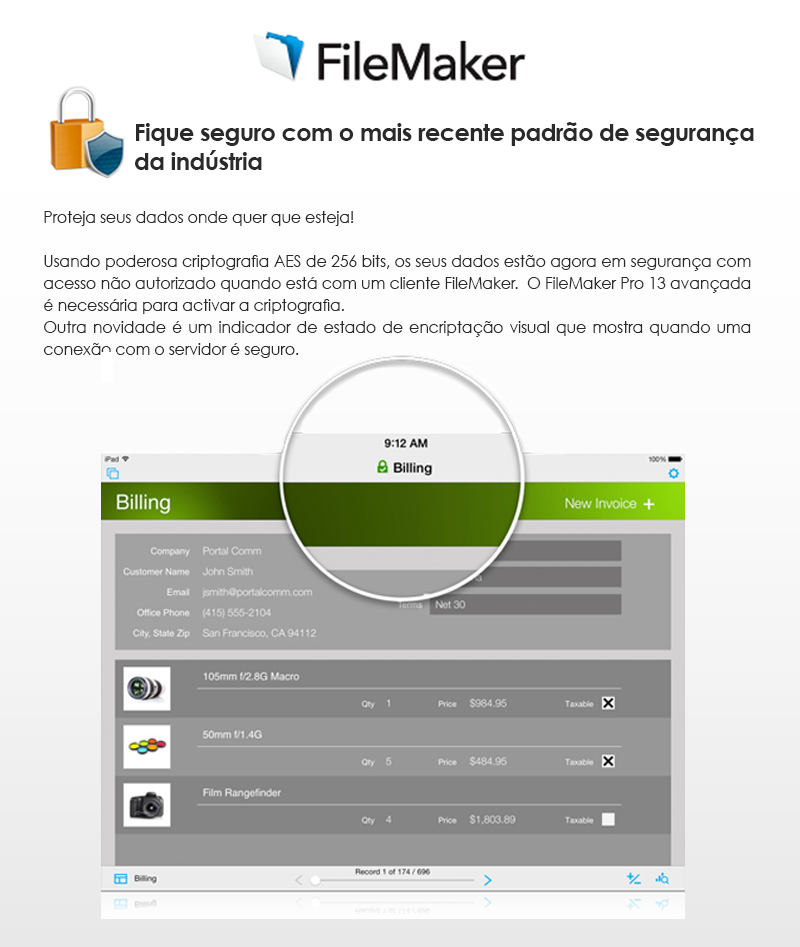 FileMaker
Fique seguro com o mais recente padrão de segurança
da indústria
Proteja seus dados onde quer que esteja!
Usando poderosa criptografia AES de 256 bits, os seus dados estão agora em segurança com
acesso não autorizado quando está com um cliente FileMaker. O FileMaker Pro 13 avançada
é necessária para activar a criptografia.
Outra novidade é um indicador de estado de encriptação visual que mostra quando uma
conexão com o servidor é seguro.
9:12 AM
Billing
iPad
100%
Billing
New Invoice +
Company Portal Comm
Customer Name John Smith
Email jsmith@portalcomm.com
Office Phone (415) 555-2104
City, State Zip San Francisco, CA 94112
Terms Net 30
105mm f/2.8G Macro
Qty 1 Price $984.95 Taxable
50mm f/1.4G
Qty 5 Price $484.95 Taxable
Film Rangefinder
Qty 4 Price $1,803.89 Taxable
Billing
Record 1 of 174 / 696